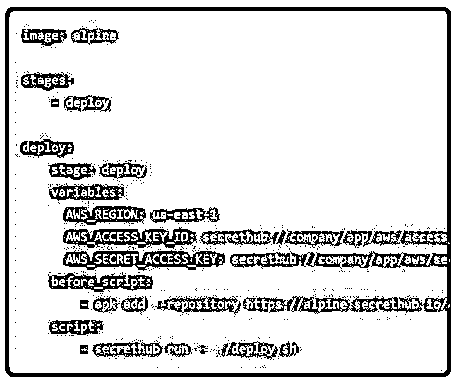 image: alpine
stages:
- deploy
deploy:
stage: deploy
variables:
AWS_REGION: us-east-1
AWS_ACCESS_KEY_ID: secrethub://company/app/aws/access
AWS_SECRET_ACCESS_KEY: secrethub://company/app/aws/se
before_script:
- apk add --repository https://alpine.secrethub.io/
script:
- secrethub run -- ./deploy.sh